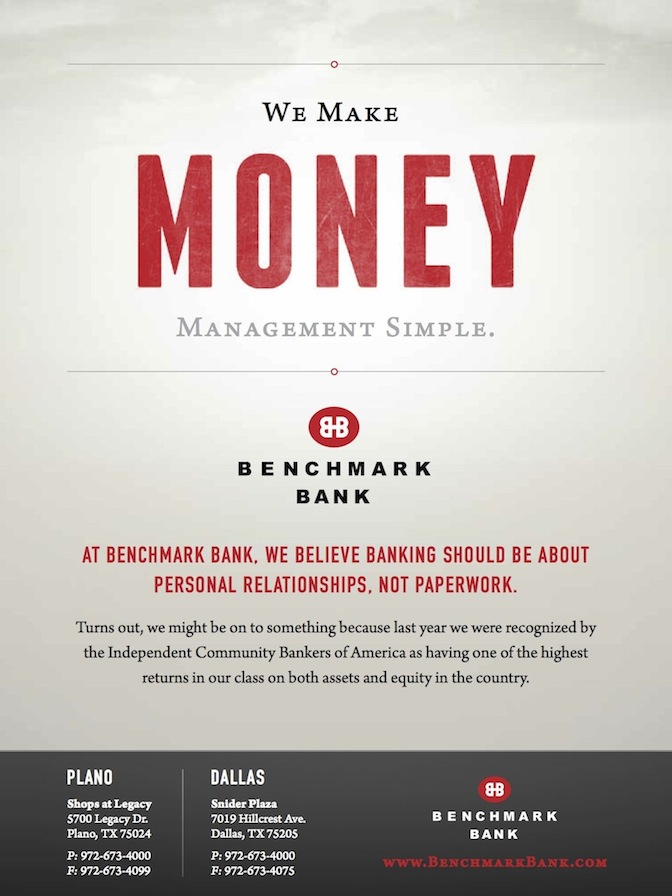 We Make
MONEY
Management Simple.
BB
BENCHMARK
BANK
AT BENCHMARK BANK, WE BELIEVE BANKING SHOULD BE ABOUT
PERSONAL RELATIONSHIPS, NOT PAPERWORK.
Turns out, we might be on to something because last year we were recognized by
the Independent Community Bankers of America as having one of the highest
returns in our class on both assets and equity in the country.
PLANO
Shops at Legacy
5700 Legacy Dr.
Plano, TX 75024
P: 972-673-4000
F: 972-673-4099
DALLAS
Snider Plaza
7019 Hillcrest Ave.
Dallas, TX 75205
P: 972-673-4000
F: 972-673-4075
BB
BENCHMARK
BANK
www.BenchmarkBank.com